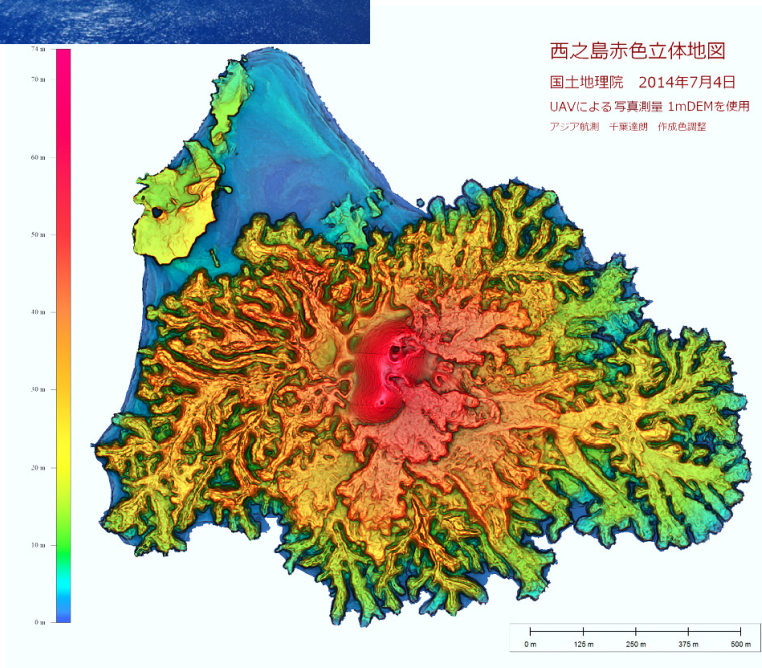 西之島赤色立体地図
国土地理院　2014年7月4日
UAVによる写真測量 1mDEMを使用
アジア航測　千葉達朗　作成色調整
74 m
70 m
60 m
50 m
40 m
30 m
20 m
10 m
0 m
0 m 125 m 250 m 375 m 500 m